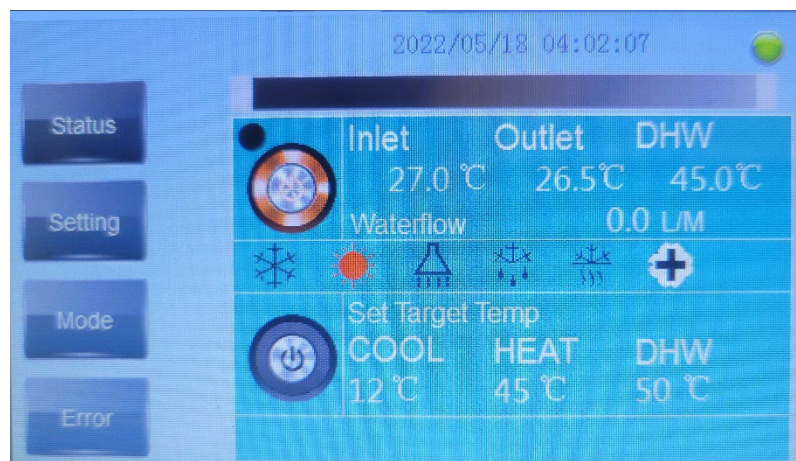 2022/05/18 04:02:07
Status
Inlet Outlet DHW
27.0 ℃ 26.5℃ 45.0℃
Setting
Waterflow 0.0 L/M
Mode
Set Target Temp
COOL HEAT DHW
12 ℃ 45 ℃ 50 ℃
Error